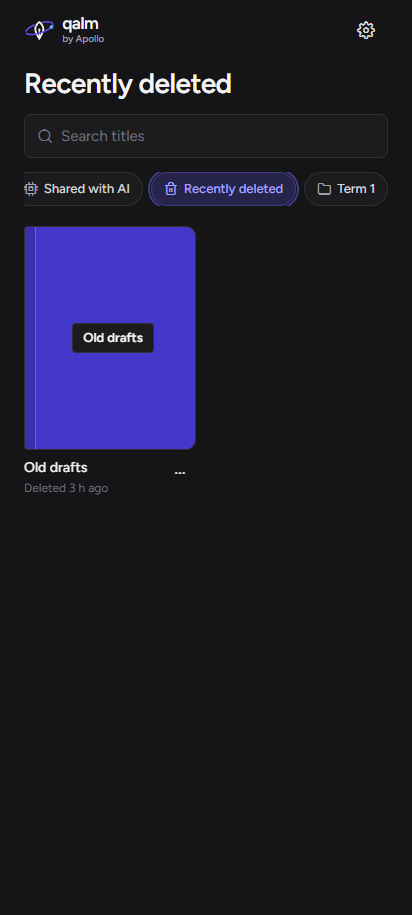 qalm
by Apollo
Recently deleted
Search titles
Shared with AI
Recently deleted
Term 1
Old drafts
Old drafts
...
Deleted 3 h ago